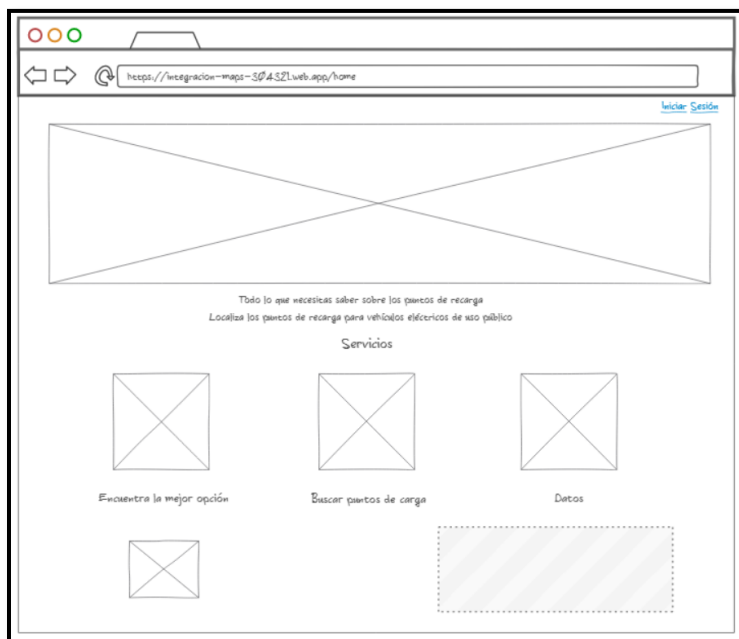 https://integracion-maps-304321.web.app/home
Iniciar Sesión
Todo lo que necesitas saber sobre los puntos de recarga
Localiza los puntos de recarga para vehículos eléctricos de uso público
Servicios
Encuentra la mejor opción
Buscar puntos de carga
Datos